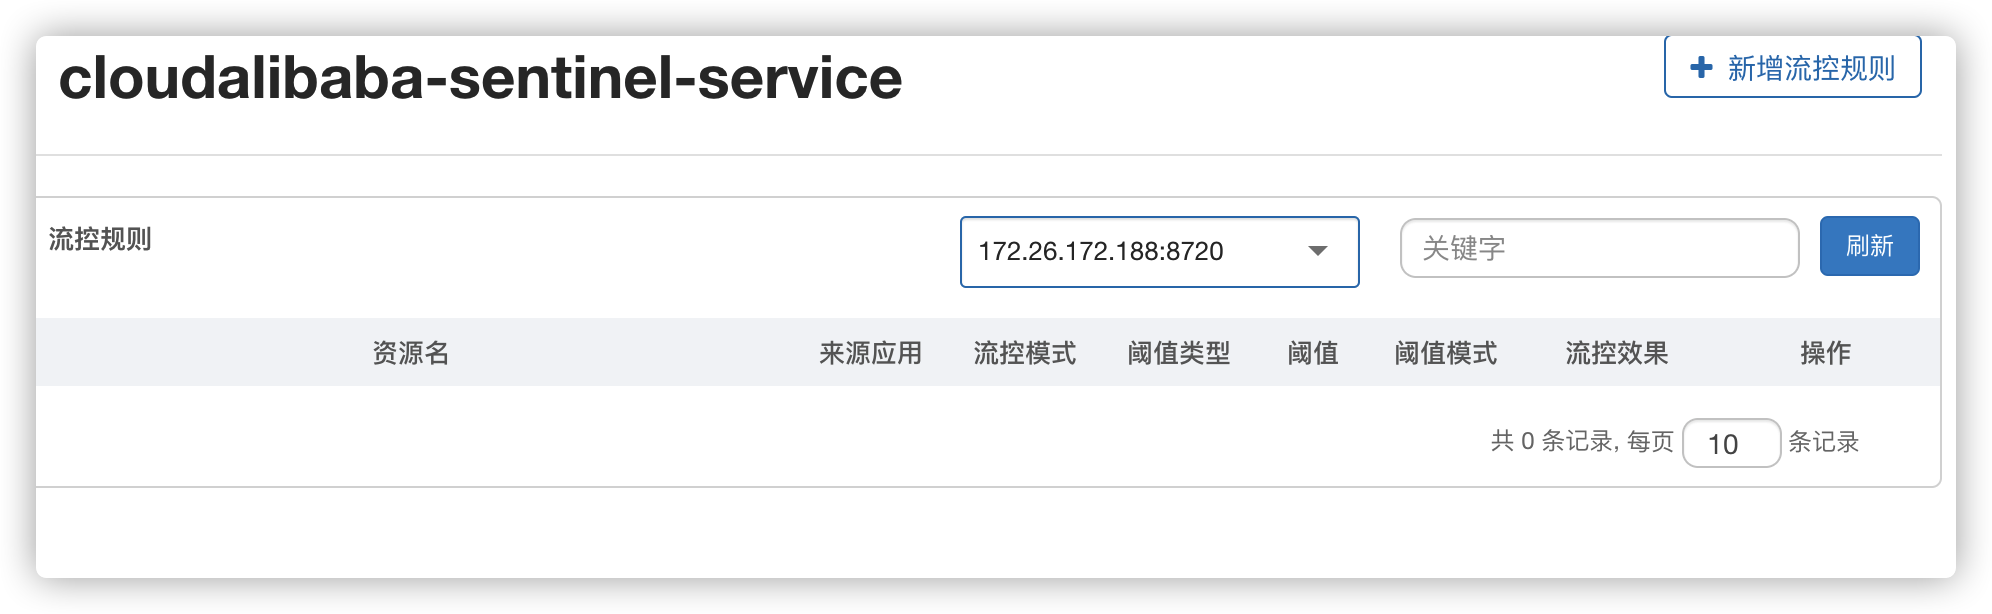 cloudalibaba-sentinel-service
新增流控规则
流控规则
172.26.172.188:8720
关键字
刷新
资源名 来源应用 流控模式 阈值类型 阈值 阈值模式 流控效果 操作
共 0 条记录, 每页 10 条记录